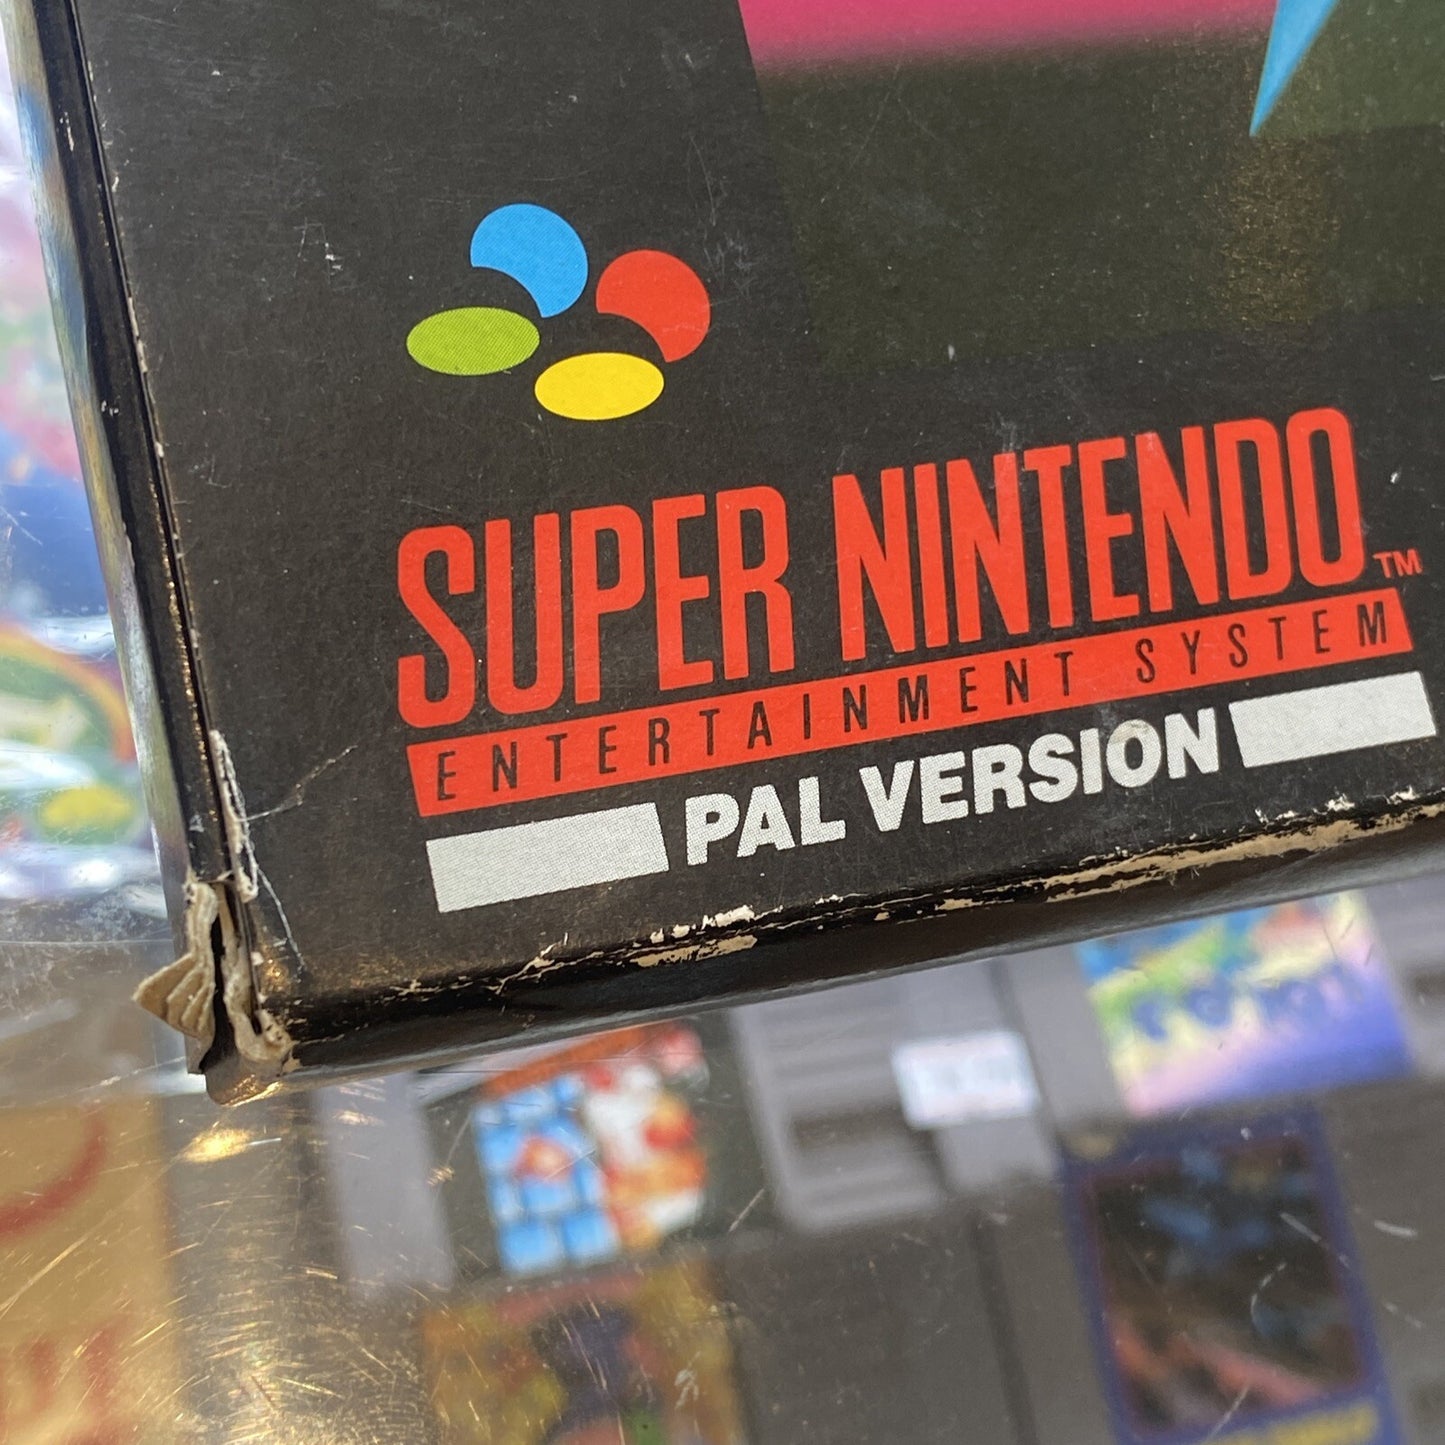 SUPER NINTENDO™
ENTERTAINMENT SYSTEM
PAL VERSION